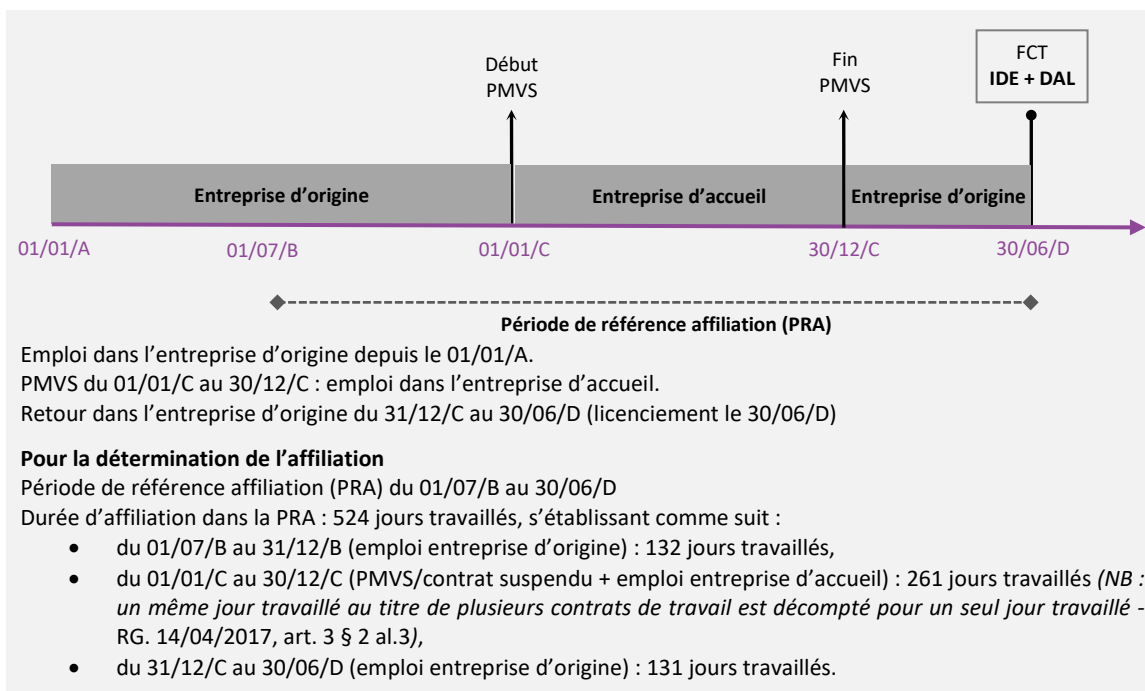 Début
PMVS
Fin
PMVS
FCT
IDE + DAL
Entreprise d’origine
Entreprise d’accueil
Entreprise d’origine
01/01/A
01/07/B
01/01/C
30/12/C
30/06/D
Période de référence affiliation (PRA)
Emploi dans l’entreprise d’origine depuis le 01/01/A.
PMVS du 01/01/C au 30/12/C : emploi dans l’entreprise d’accueil.
Retour dans l’entreprise d’origine du 31/12/C au 30/06/D (licenciement le 30/06/D)
Pour la détermination de l’affiliation
Période de référence affiliation (PRA) du 01/07/B au 30/06/D
Durée d’affiliation dans la PRA : 524 jours travaillés, s’établissant comme suit :
• du 01/07/B au 31/12/B (emploi entreprise d’origine) : 132 jours travaillés,
• du 01/01/C au 30/12/C (PMVS/contrat suspendu + emploi entreprise d’accueil) : 261 jours travaillés (NB :
un même jour travaillé au titre de plusieurs contrats de travail est décompté pour un seul jour travaillé -
RG. 14/04/2017, art. 3 § 2 al.3),
• du 31/12/C au 30/06/D (emploi entreprise d’origine) : 131 jours travaillés.